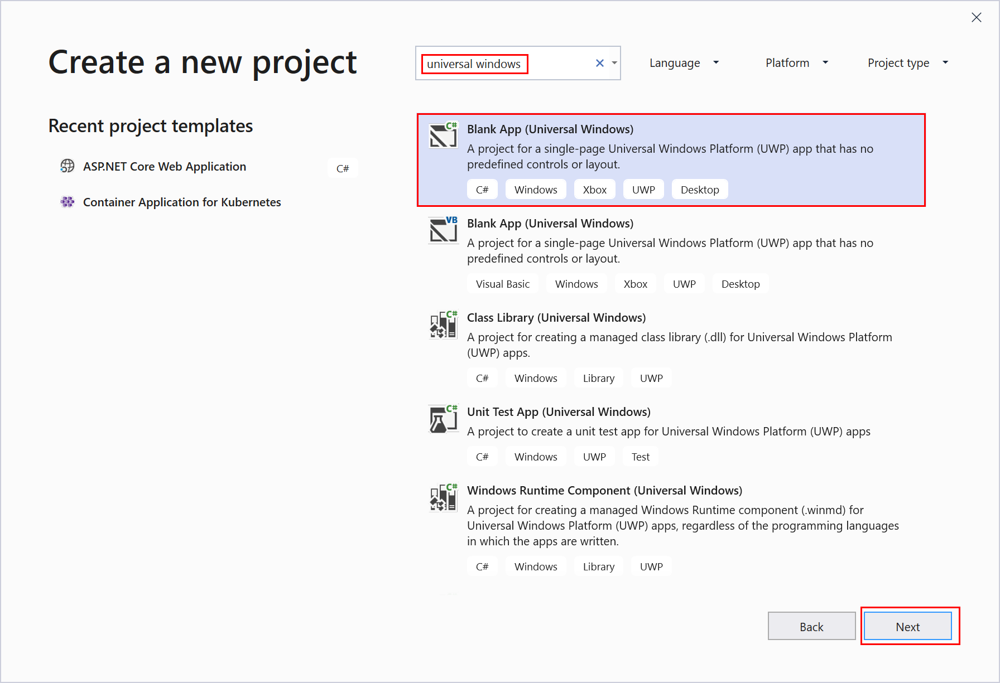 Create a new project
universal windows
Language
Platform
Project type
Recent project templates
ASP.NET Core Web Application
C#
Container Application for Kubernetes
C#
Blank App (Universal Windows)
A project for a single-page Universal Windows Platform (UWP) app that has no
predefined controls or layout.
C# Windows Xbox UWP Desktop
VB
Blank App (Universal Windows)
A project for a single-page Universal Windows Platform (UWP) app that has no
predefined controls or layout.
Visual Basic Windows Xbox UWP Desktop
C#
Class Library (Universal Windows)
A project for creating a managed class library (.dll) for Universal Windows Platform
(UWP) apps.
C# Windows Library UWP
C#
Unit Test App (Universal Windows)
A project to create a unit test app for Universal Windows Platform (UWP) apps
C# Windows UWP Test
C#
Windows Runtime Component (Universal Windows)
A project for creating a managed Windows Runtime component (.winmd) for
Universal Windows Platform (UWP) apps, regardless of the programming languages
in which the apps are written.
C# Windows Library UWP
Back
Next